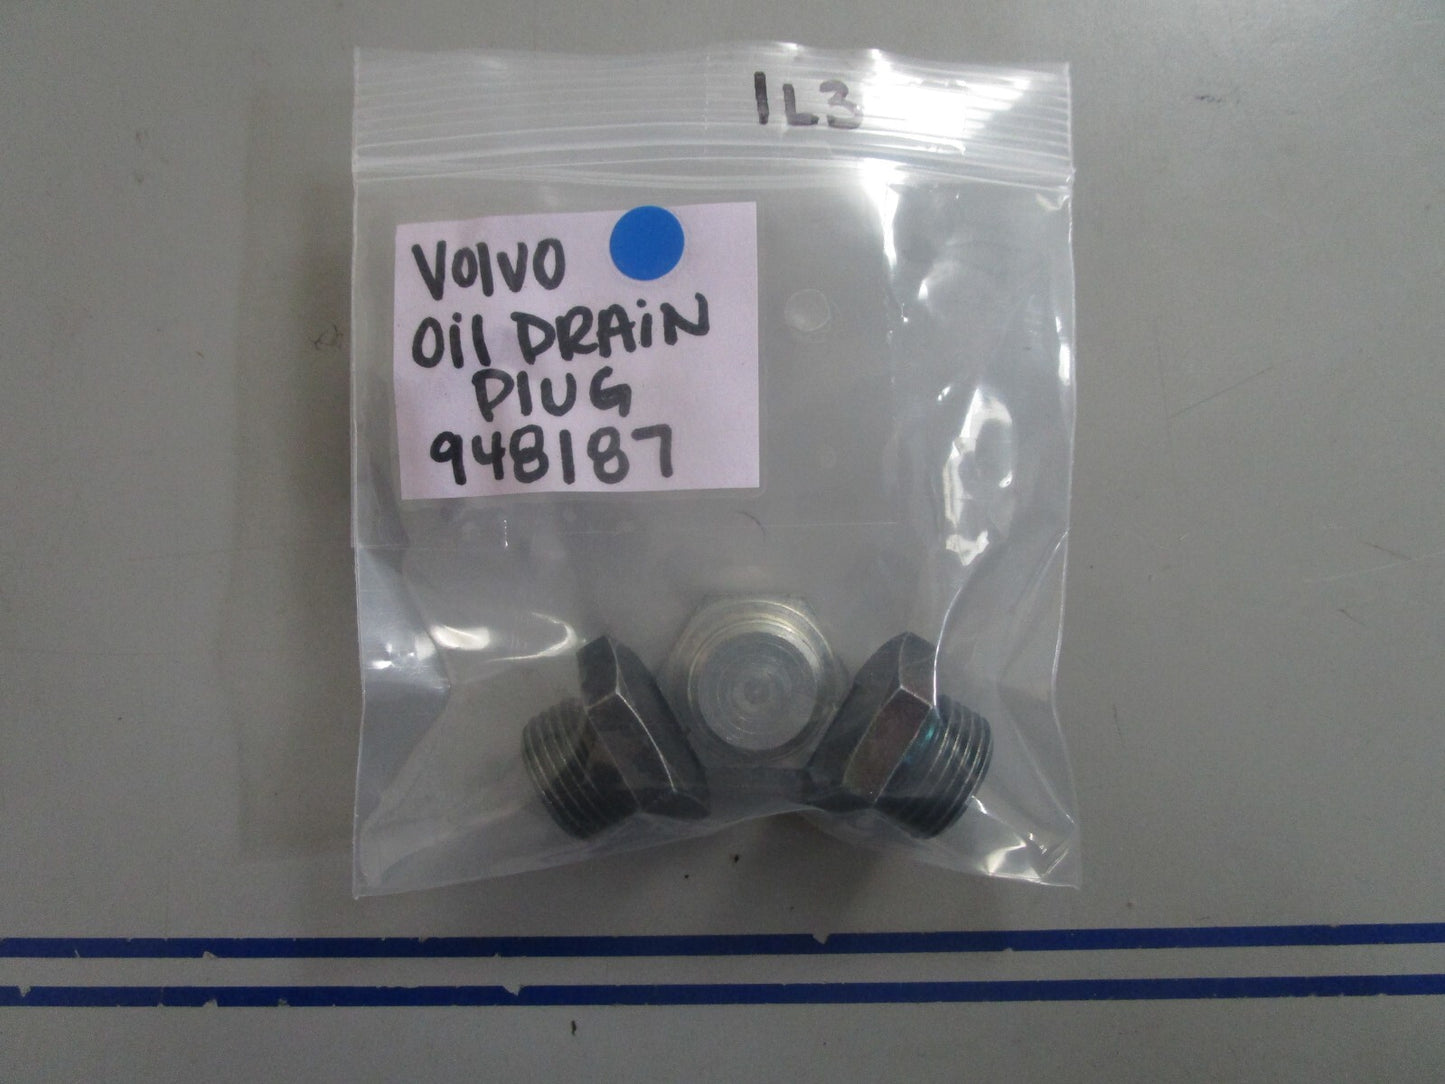 1L3
Volvo
Oil DRAiN
PlUG
948187